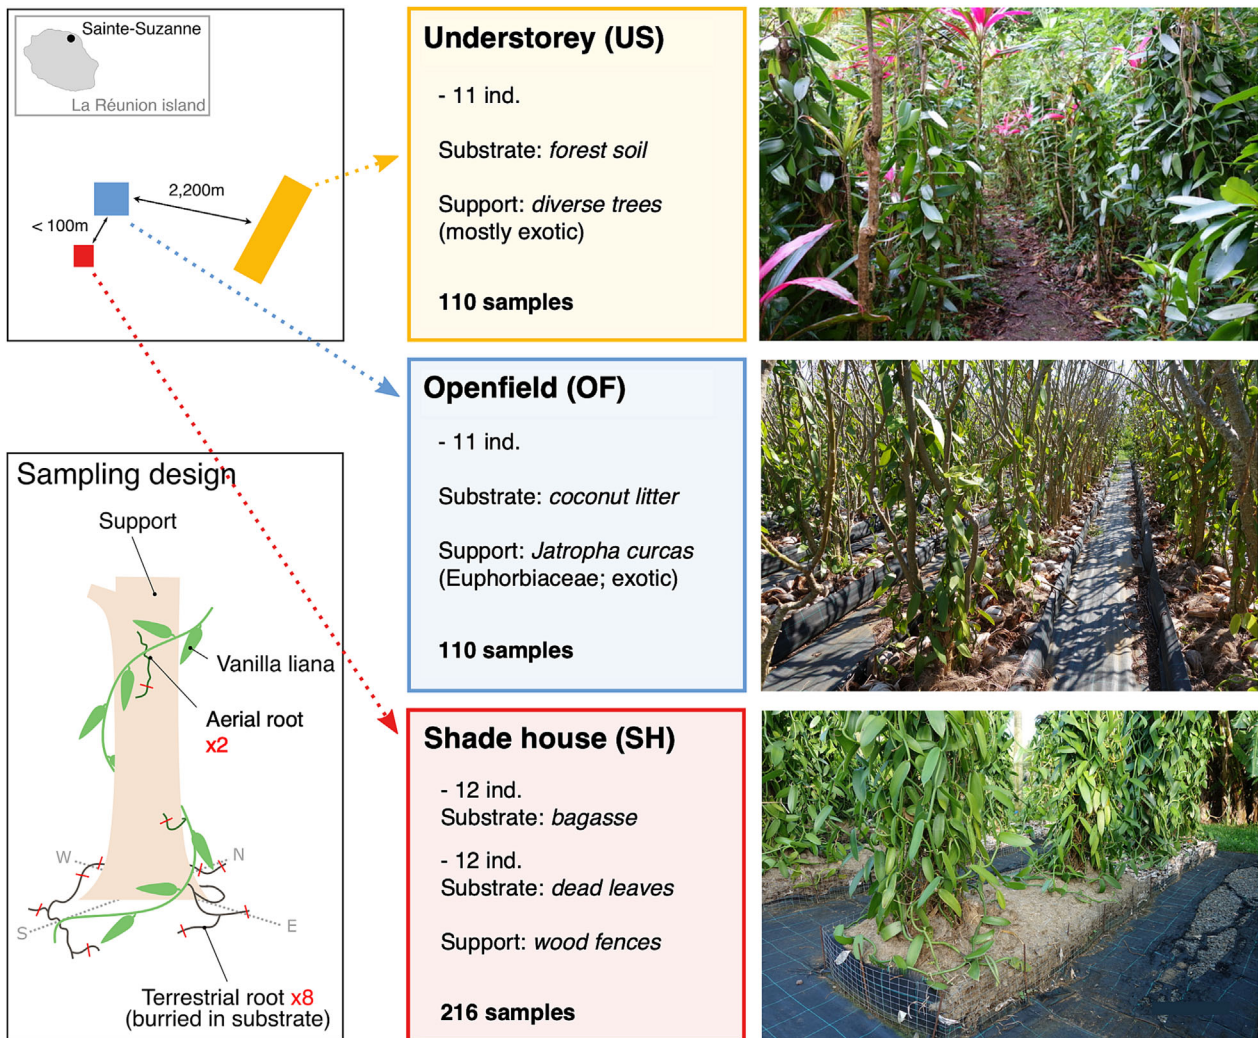 Sainte-Suzanne
La Réunion island
2,200m
< 100m
Understorey (US)
- 11 ind.
Substrate: forest soil
Support: diverse trees
(mostly exotic)
110 samples
Openfield (OF)
- 11 ind.
Substrate: coconut litter
Support: Jatropha curcas
(Euphorbiaceae; exotic)
110 samples
Shade house (SH)
- 12 ind.
Substrate: bagasse
- 12 ind.
Substrate: dead leaves
Support: wood fences
216 samples
Sampling design
Support
Vanilla liana
Aerial root
x2
W
N
S
E
Terrestrial root x8
(burried in substrate)